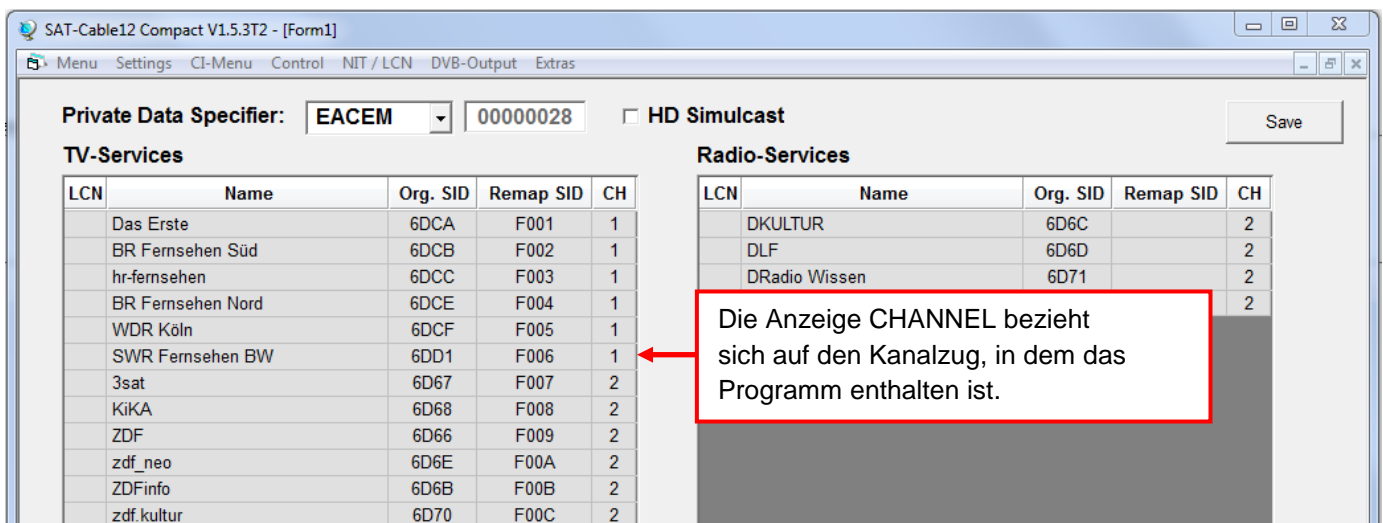 SAT-Cable12 Compact V1.5.3T2 - [Form1]
Menu Settings CI-Menu Control NIT / LCN DVB-Output Extras
Private Data Specifier: EACEM 00000028 HD Simulcast Save
TV-Services Radio-Services
LCN Name Org. SID Remap SID CH LCN Name Org. SID Remap SID CH
Das Erste 6DCA F001 1 DKULTUR 6D6C 2
BR Fernsehen Süd 6DCB F002 1 DLF 6D6D 2
hr-fernsehen 6DCC F003 1 DRadio Wissen 6D71 2
BR Fernsehen Nord 6DCE F004 1 2
WDR Köln 6DCF F005 1
SWR Fernsehen BW 6DD1 F006 1
3sat 6D67 F007 2
KiKA 6D68 F008 2
ZDF 6D66 F009 2
zdf_neo 6D6E F00A 2
ZDFinfo 6D6B F00B 2
zdf.kultur 6D70 F00C 2
Die Anzeige CHANNEL bezieht
sich auf den Kanalzug, in dem das
Programm enthalten ist.